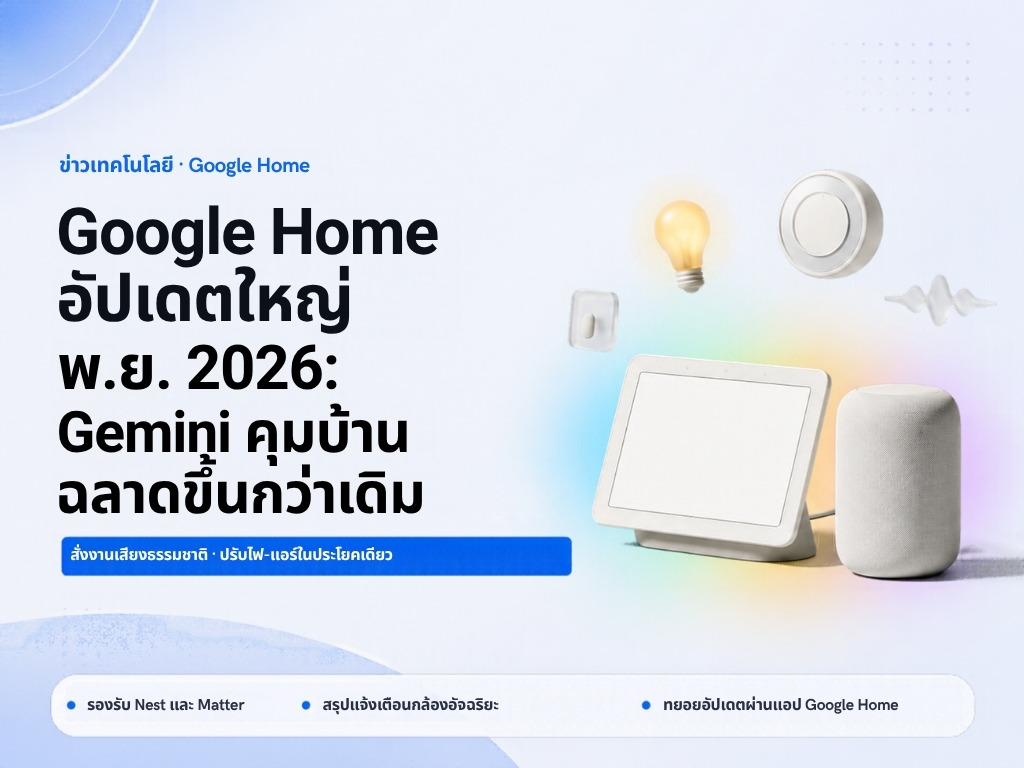 ข่าวเทคโนโลยี · Google Home
Google Home
อัปเดตใหญ่
พ.ย. 2026:
Gemini คุมบ้าน
ฉลาดขึ้นกว่าเดิม
สั่งงานเสียงธรรมชาติ · ปรับไฟ-แอร์ในประโยคเดียว
รองรับ Nest และ Matter
สรุปแจ้งเตือนกล้องอัจฉริยะ
ทยอยอัปเดตผ่านแอป Google Home